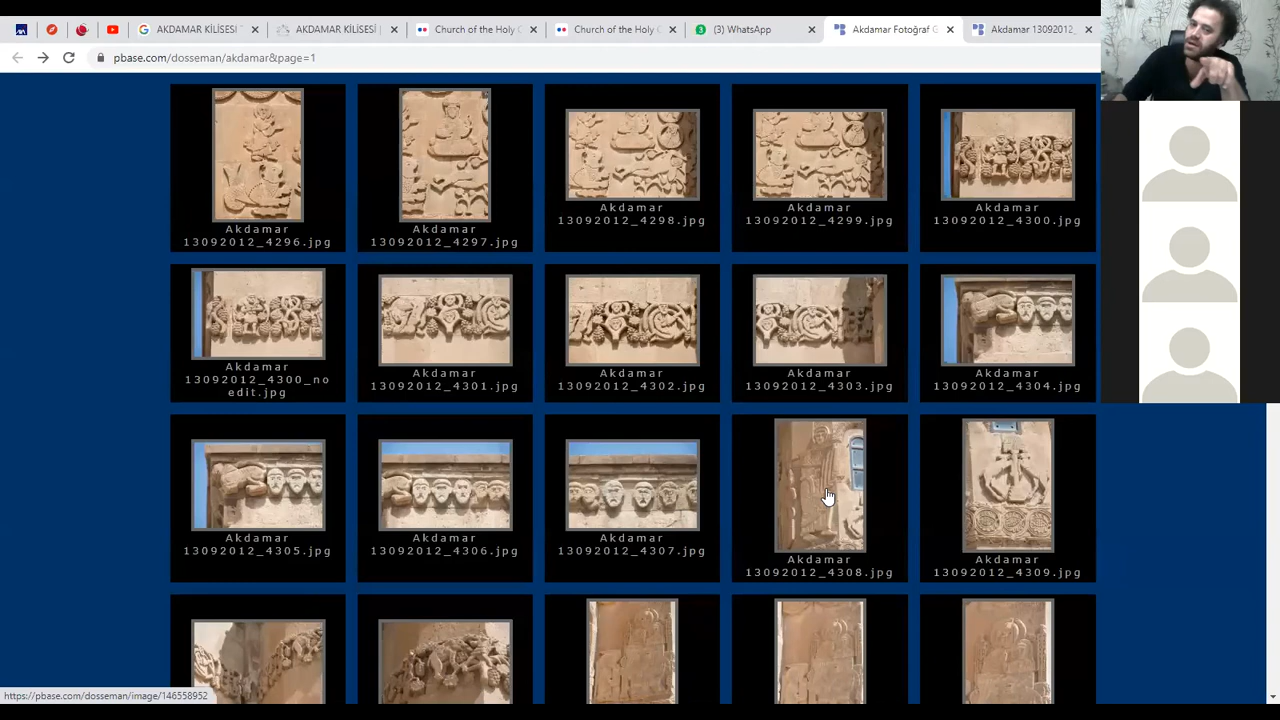 AKDAMAR KİLİSESİ
AKDAMAR KİLİSESİ |
Church of the Holy C
Church of the Holy C
(3) WhatsApp
Akdamar Fotoğraf G
Akdamar 13092012_
pbase.com/dosseman/akdamar&page=1
Akdamar
13092012_4296.jpg
Akdamar
13092012_4297.jpg
Akdamar
13092012_4298.jpg
Akdamar
13092012_4299.jpg
Akdamar
13092012_4300.jpg
Akdamar
13092012_4300_no
edit.jpg
Akdamar
13092012_4301.jpg
Akdamar
13092012_4302.jpg
Akdamar
13092012_4303.jpg
Akdamar
13092012_4304.jpg
Akdamar
13092012_4305.jpg
Akdamar
13092012_4306.jpg
Akdamar
13092012_4307.jpg
Akdamar
13092012_4308.jpg
Akdamar
13092012_4309.jpg
https://pbase.com/dosseman/image/146558952